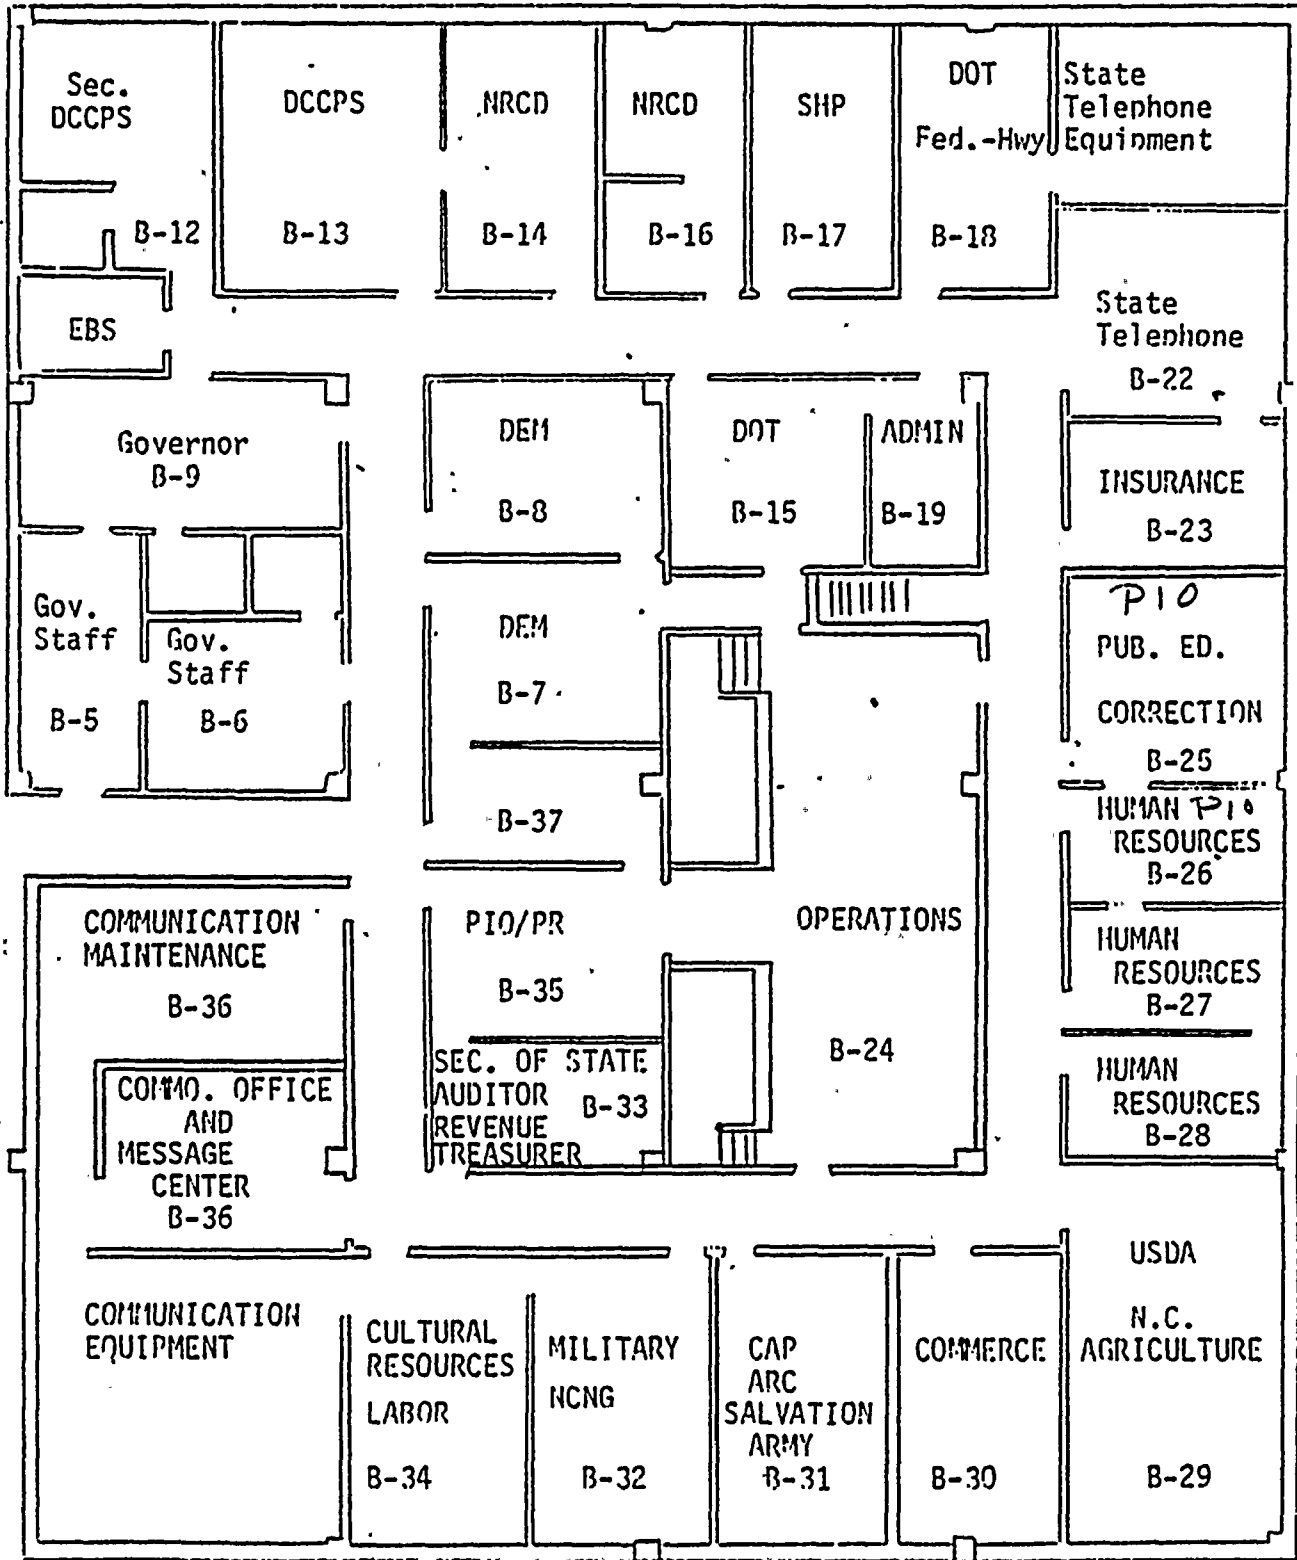 Sec.
DCCPS
B-12
DCCPS
B-13
NRCD
B-14
NRCD
B-16
SHP
B-17
DOT
Fed.-Hwy
B-18
State
Telephone
Equipment
EBS
State
Telephone
B-22
Governor
B-9
DEM
B-8
DOT
B-15
ADMIN
B-19
INSURANCE
B-23
Gov.
Staff
B-5
Gov.
Staff
B-6
DEM
B-7
PIO
PUB. ED.
CORRECTION
B-25
B-37
HUMAN PIO
RESOURCES
B-26
COMMUNICATION
MAINTENANCE
B-36
PIO/PR
B-35
OPERATIONS
B-24
HUMAN
RESOURCES
B-27
COMMO. OFFICE
AND
MESSAGE
CENTER
B-36
SEC. OF STATE
AUDITOR B-33
REVENUE
TREASURER
HUMAN
RESOURCES
B-28
COMMUNICATION
EQUIPMENT
CULTURAL
RESOURCES
LABOR
B-34
MILITARY
NCNG
B-32
CAP
ARC
SALVATION
ARMY
B-31
COMMERCE
B-30
USDA
N.C.
AGRICULTURE
B-29